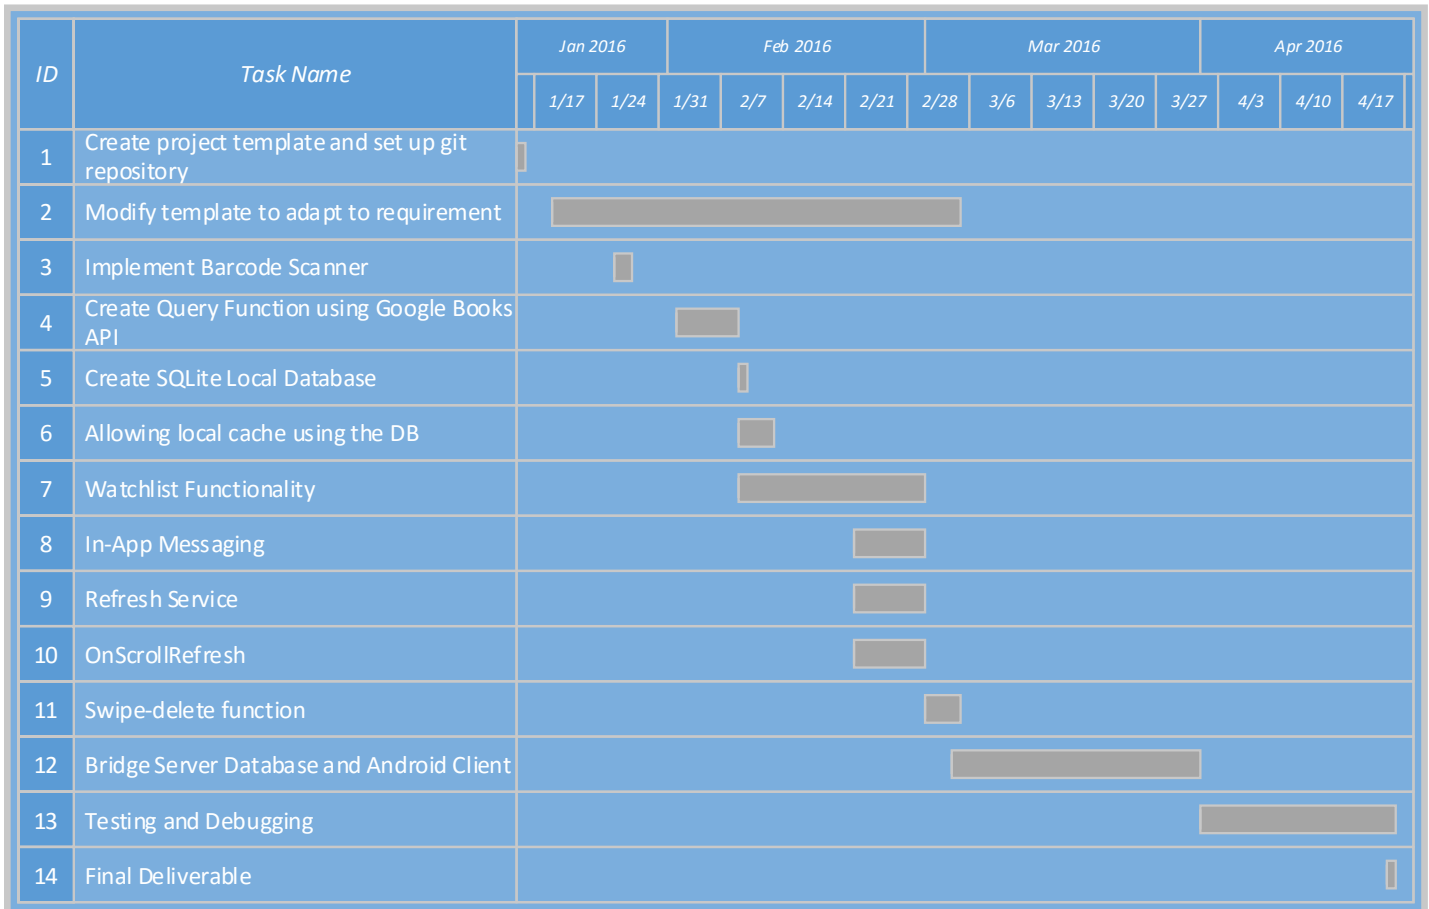 ID
Task Name
Jan 2016
Feb 2016
Mar 2016
Apr 2016
1/17
1/24
1/31
2/7
2/14
2/21
2/28
3/6
3/13
3/20
3/27
4/3
4/10
4/17
1
Create project template and set up git
repository
2
Modify template to adapt to requirement
3
Implement Barcode Scanner
4
Create Query Function using Google Books
API
5
Create SQLite Local Database
6
Allowing local cache using the DB
7
Watchlist Functionality
8
In-App Messaging
9
Refresh Service
10
OnScrollRefresh
11
Swipe-delete function
12
Bridge Server Database and Android Client
13
Testing and Debugging
14
Final Deliverable